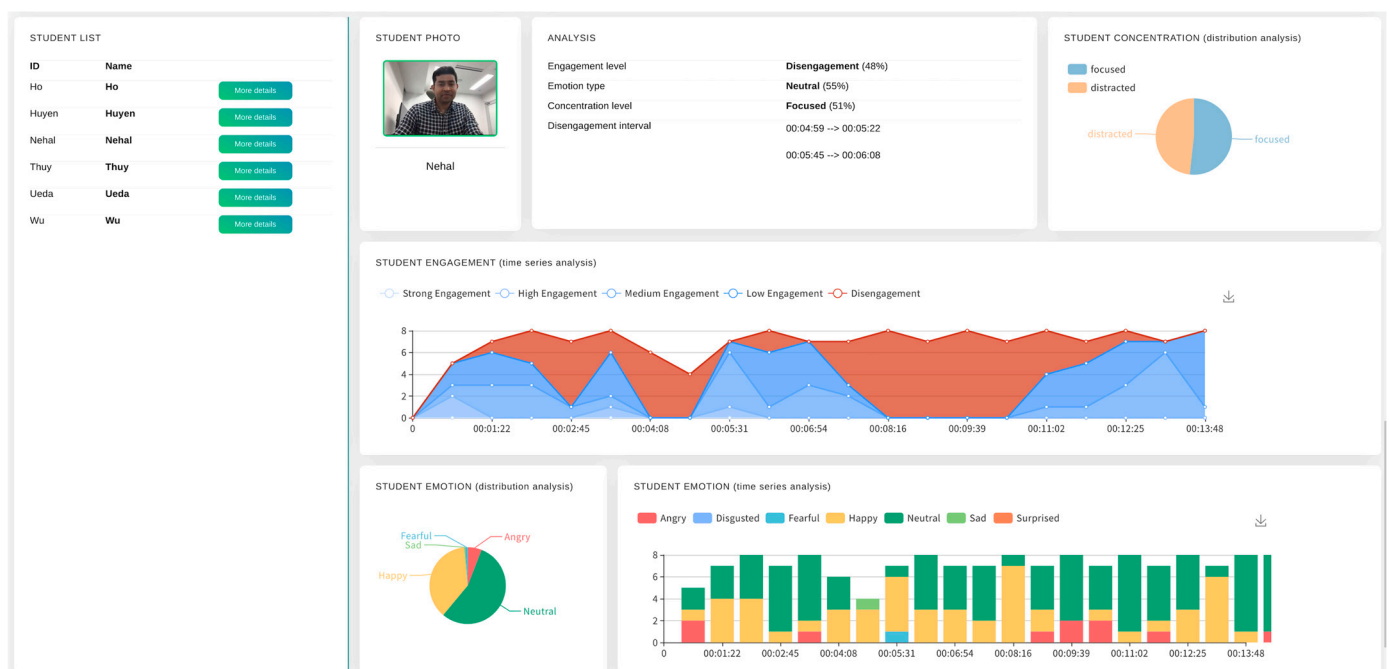 STUDENT LIST
ID Name
Ho Ho More details
Huyen Huyen More details
Nehal Nehal More details
Thuy Thuy More details
Ueda Ueda More details
Wu Wu More details
STUDENT PHOTO
Nehal
ANALYSIS
Engagement level Disengagement (48%)
Emotion type Neutral (55%)
Concentration level Focused (51%)
Disengagement interval 00:04:59 --> 00:05:22
00:05:45 --> 00:06:08
STUDENT CONCENTRATION (distribution analysis)
focused
distracted
distracted focused
STUDENT ENGAGEMENT (time series analysis)
Strong Engagement High Engagement Medium Engagement Low Engagement Disengagement
8
6
4
2
0
0 00:01:22 00:02:45 00:04:08 00:05:31 00:06:54 00:08:16 00:09:39 00:11:02 00:12:25 00:13:48
STUDENT EMOTION (distribution analysis)
Fearful
Sad
Angry
Happy
Neutral
STUDENT EMOTION (time series analysis)
Angry Disgusted Fearful Happy Neutral Sad Surprised
8
6
4
2
0
0 00:01:22 00:02:45 00:04:08 00:05:31 00:06:54 00:08:16 00:09:39 00:11:02 00:12:25 00:13:48